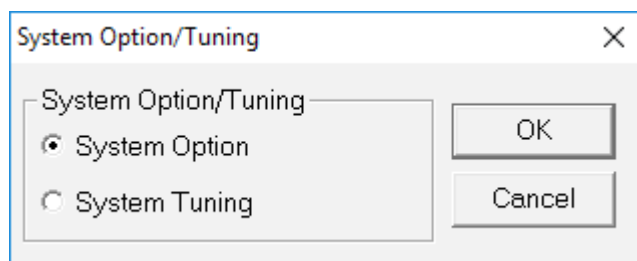 System Option/Tuning
System Option/Tuning
System Option
System Tuning
OK
Cancel